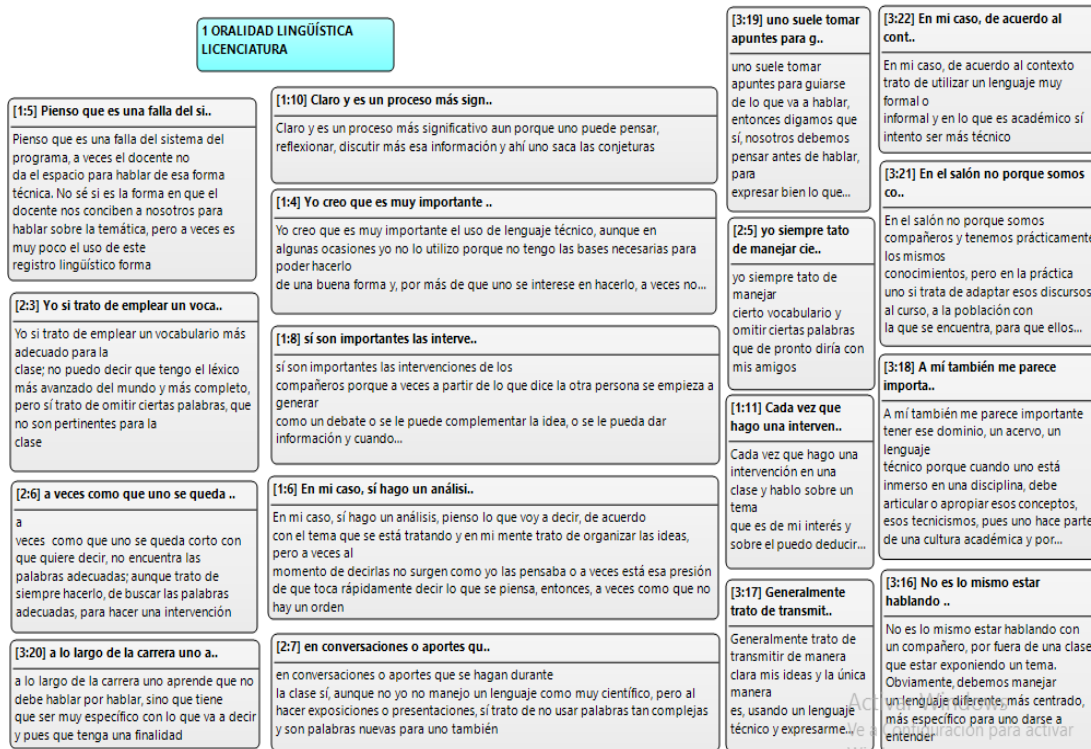 1 ORALIDAD LINGÜÍSTICA
LICENCIATURA
[1:5] Pienso que es una falla del si..
Pienso que es una falla del sistema del
programa, a veces el docente no
da el espacio para hablar de esa forma
técnica. No sé si es la forma en que el
docente nos conciben a nosotros para
hablar sobre la temática, pero a veces es
muy poco el uso de este
registro lingüístico forma
[2:3] Yo si trato de emplear un voca..
Yo si trato de emplear un vocabulario más
adecuado para la
clase; no puedo decir que tengo el léxico
más avanzado del mundo y más completo,
pero sí trato de omitir ciertas palabras, que
no son pertinentes para la
clase
[2:6] a veces como que uno se queda ..
a
veces como que uno se queda corto con
que quiere decir, no encuentra las
palabras adecuadas; aunque trato de
siempre hacerlo, de buscar las palabras
adecuadas, para hacer una intervención
[3:20] a lo largo de la carrera uno a..
a lo largo de la carrera uno aprende que no
debe hablar por hablar, sino que tiene
que ser muy específico con lo que va a decir
y pues que tenga una finalidad
[1:10] Claro y es un proceso más sign..
Claro y es un proceso más significativo aun porque uno puede pensar,
reflexionar, discutir más esa información y ahí uno saca las conjeturas
[1:4] Yo creo que es muy importante ..
Yo creo que es muy importante el uso de lenguaje técnico, aunque en
algunas ocasiones yo no lo utilizo porque no tengo las bases necesarias para
poder hacerlo
de una buena forma y, por más de que uno se interese en hacerlo, a veces no...
[1:8] sí son importantes las interve..
sí son importantes las intervenciones de los
compañeros porque a veces a partir de lo que dice la otra persona se empieza a
generar
como un debate o se le puede complementar la idea, o se le pueda dar
información y cuando...
[1:6] En mi caso, sí hago un análisi..
En mi caso, sí hago un análisis, pienso lo que voy a decir, de acuerdo
con el tema que se está tratando y en mi mente trato de organizar las ideas,
pero a veces al
momento de decirlas no surgen como yo las pensaba o a veces está esa presión
de que toca rápidamente decir lo que se piensa, entonces, a veces como que no
hay un orden
[2:7] en conversaciones o aportes qu..
en conversaciones o aportes que se hagan durante
la clase sí, aunque no yo no manejo un lenguaje como muy científico, pero al
hacer exposiciones o presentaciones, sí trato de no usar palabras tan complejas
y son palabras nuevas para uno también
[3:19] uno suele tomar
apuntes para g..
uno suele tomar
apuntes para guiarse
de lo que va a hablar,
entonces digamos que
sí, nosotros debemos
pensar antes de hablar,
para
expresar bien lo que...
[2:5] yo siempre tato
de manejar cie..
yo siempre tato de
manejar
cierto vocabulario y
omitir ciertas palabras
que de pronto diría con
mis amigos
[1:11] Cada vez que
hago una interven..
Cada vez que hago una
intervención en una
clase y hablo sobre un
tema
que es de mi interés y
sobre el puedo deducir...
[3:17] Generalmente
trato de transmit..
Generalmente trato de
transmitir de manera
clara mis ideas y la única
manera
es, usando un lenguaje
técnico y expresarme...
[3:22] En mi caso, de acuerdo al
cont..
En mi caso, de acuerdo al contexto
trato de utilizar un lenguaje muy
formal o
informal y en lo que es académico sí
intento ser más técnico
[3:21] En el salón no porque somos
co..
En el salón no porque somos
compañeros y tenemos prácticamente
los mismos
conocimientos, pero en la práctica
uno si trata de adaptar esos discursos
al curso, a la población con
la que se encuentra, para que ellos...
[3:18] A mí también me parece
importa..
A mí también me parece importante
tener ese dominio, un acervo, un
lenguaje
técnico porque cuando uno está
inmerso en una disciplina, debe
articular o apropiar esos conceptos,
esos tecnicismos, pues uno hace parte
de una cultura académica y por...
[3:16] No es lo mismo estar
hablando ..
No es lo mismo estar hablando con
un compañero, por fuera de una clase
que estar exponiendo un tema.
Obviamente, debemos manejar
un lenguaje diferente, más centrado,
más específico para uno darse a
entender
Activar Windows
Ve a Configuración para activar